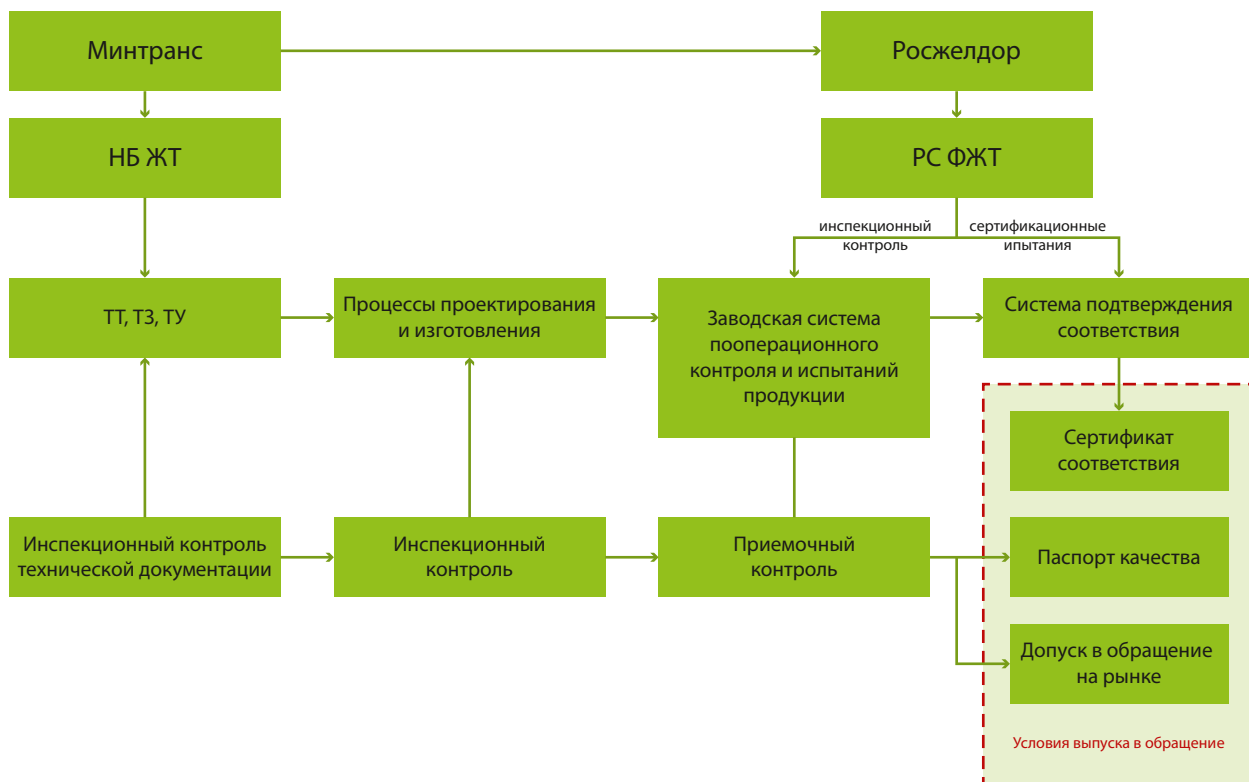 Минтранс
Росжелдор
НБ ЖТ
РС ФЖТ
инспекционный
контроль
сертификационные
ипытания
ТТ, ТЗ, ТУ
Процессы проектирования
и изготовления
Заводская система
пооперационного
контроля и испытаний
продукции
Система подтверждения
соответствия
Сертификат
соответствия
Инспекционный контроль
технической документации
Инспекционный
контроль
Приемочный
контроль
Паспорт качества
Допуск в обращение
на рынке
Условия выпуска в обращение